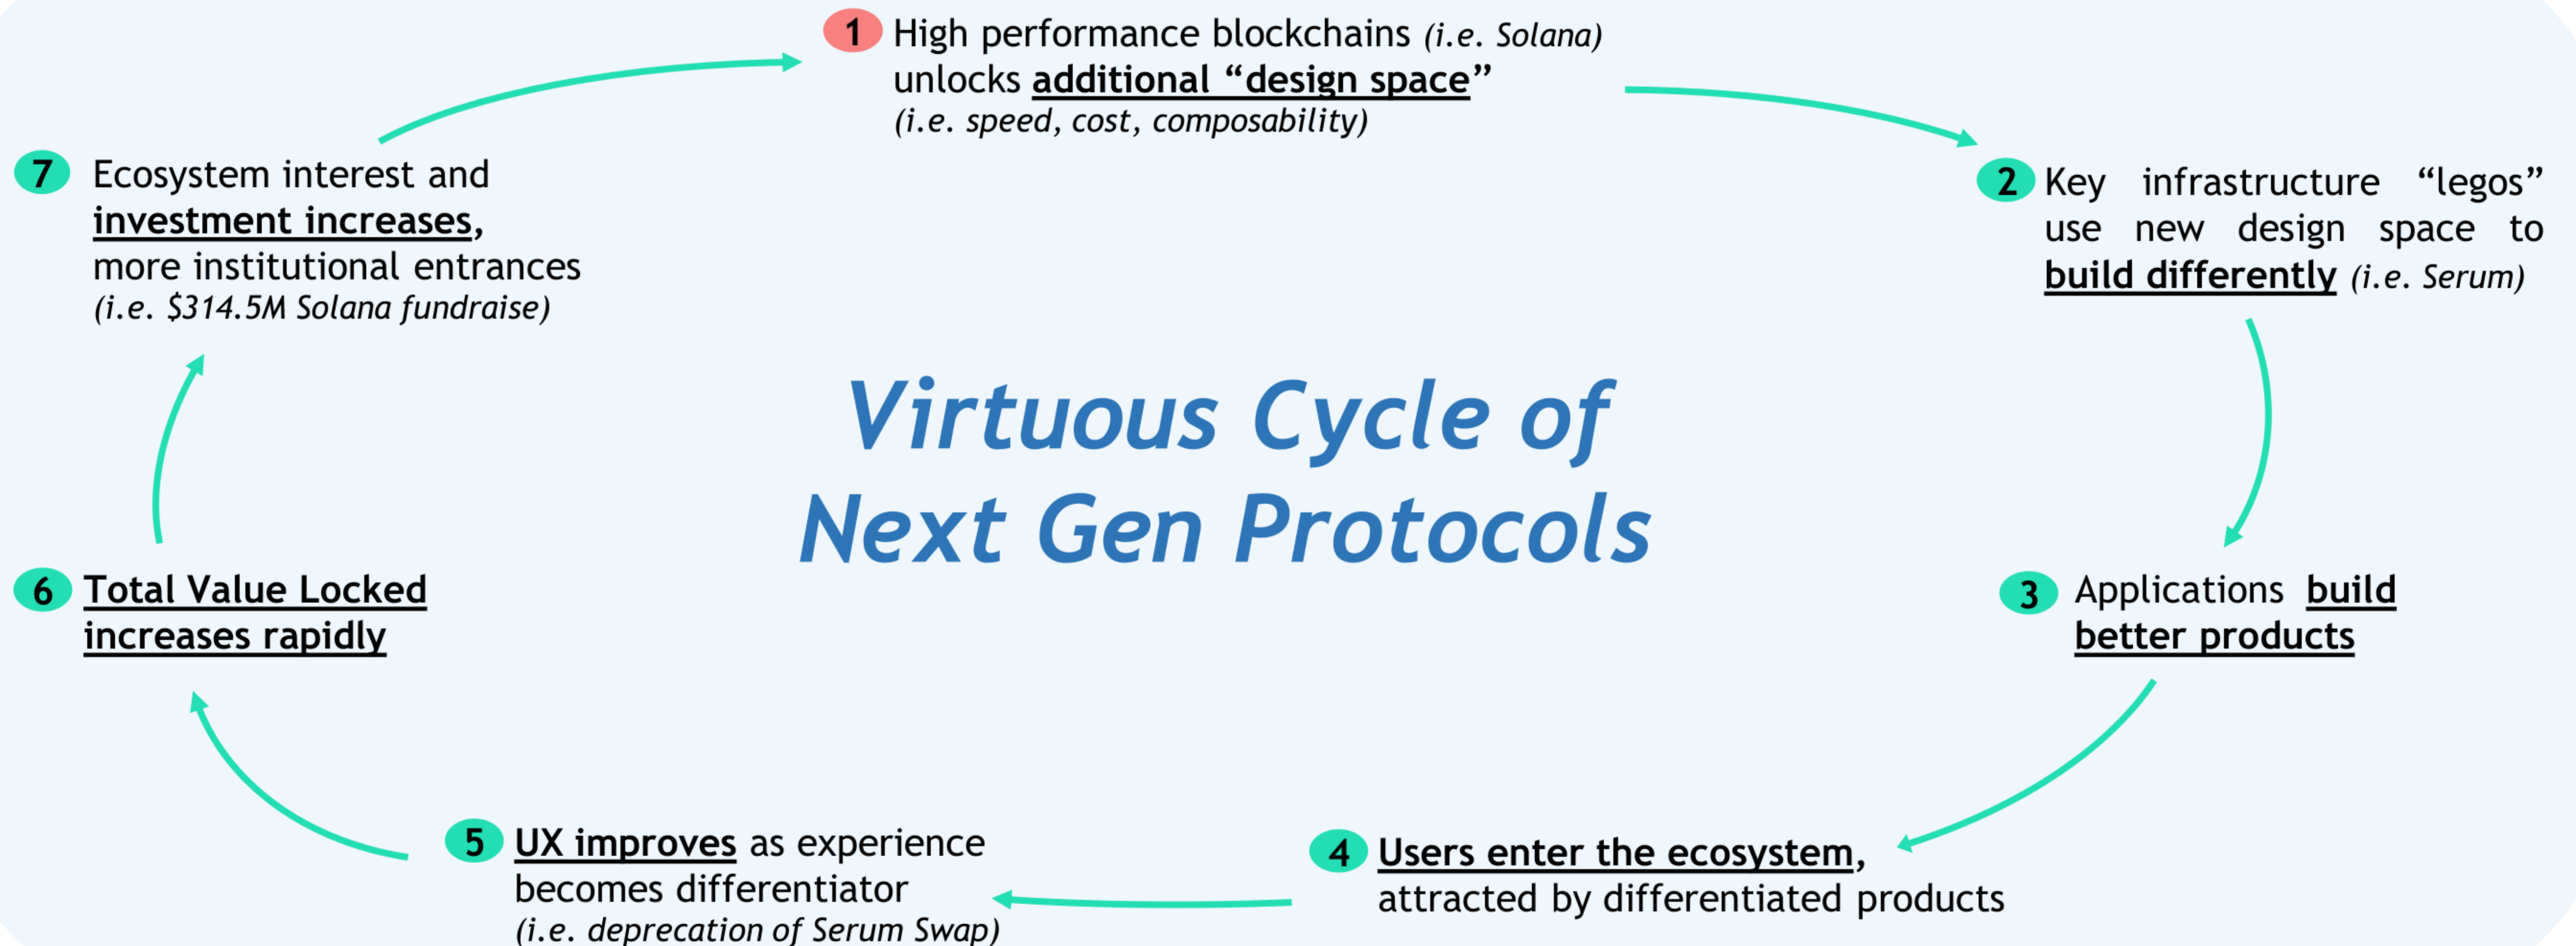 1 High performance blockchains (i.e. Solana)
unlocks additional “design space”
(i.e. speed, cost, composability)
2 Key infrastructure “legos”
use new design space to
build differently (i.e. Serum)
3 Applications build
better products
4 Users enter the ecosystem,
attracted by differentiated products
5 UX improves as experience
becomes differentiator
(i.e. deprecation of Serum Swap)
6 Total Value Locked
increases rapidly
7 Ecosystem interest and
investment increases,
more institutional entrances
(i.e. $314.5M Solana fundraise)
Virtuous Cycle of
Next Gen Protocols